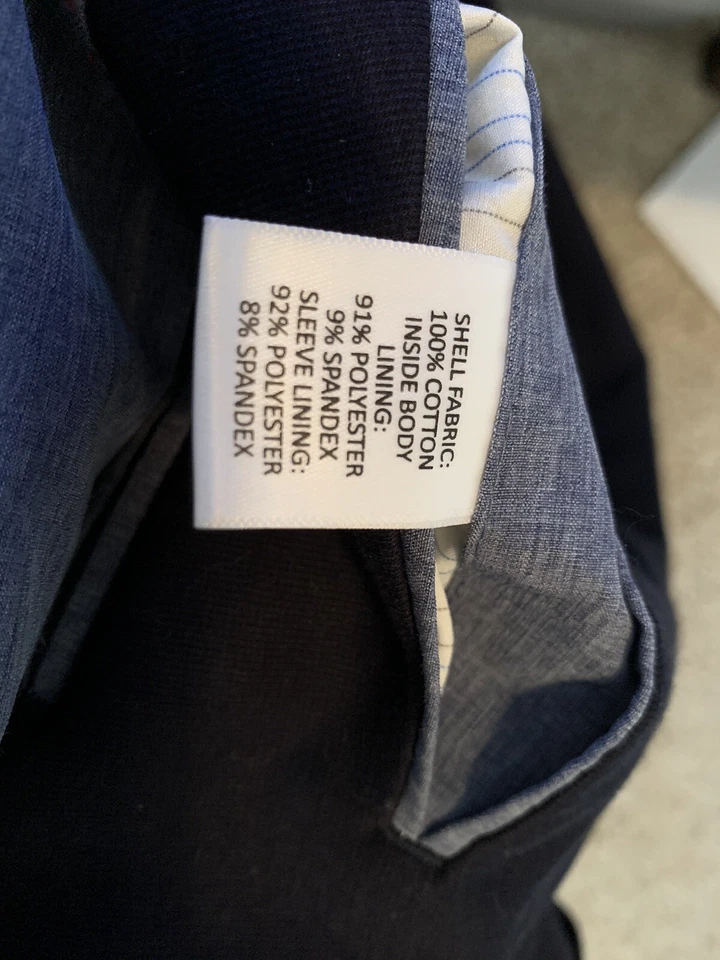 SHELL FABRIC:
100% COTTON
INSIDE BODY
LINING:
91% POLYESTER
9% SPANDEX
SLEEVE LINING:
92% POLYESTER
8% SPANDEX